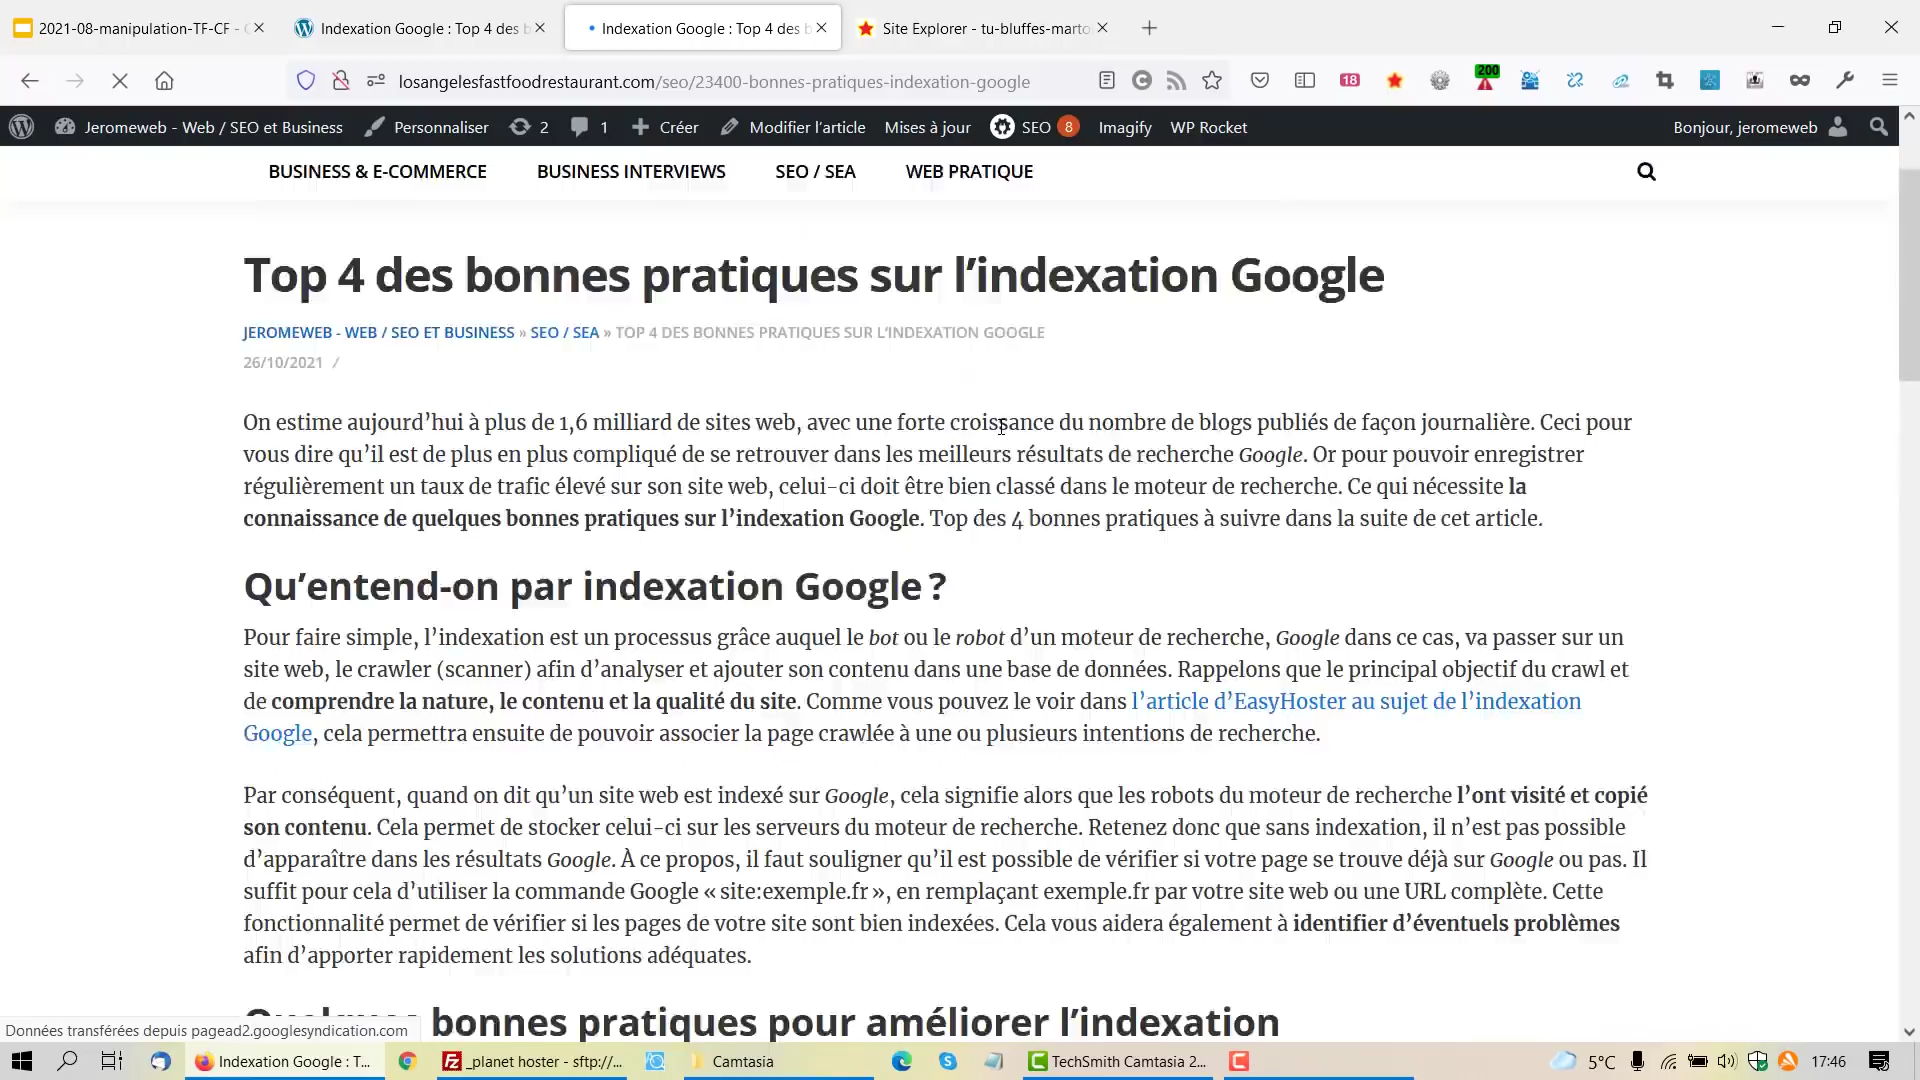 2021-08-manipulation-TF-CF - G
Indexation Google : Top 4 des b
Indexation Google : Top 4 des b
Site Explorer - tu-bluffes-marto
losangelesfastfoodrestaurant.com/seo/23400-bonnes-pratiques-indexation-google
18
200
Jeromeweb - Web / SEO et Business
Personnaliser
2
1
Créer
Modifier l’article
Mises à jour
SEO
8
Imagify
WP Rocket
Bonjour, jeromeweb
BUSINESS & E-COMMERCE
BUSINESS INTERVIEWS
SEO / SEA
WEB PRATIQUE
Top 4 des bonnes pratiques sur l’indexation Google
JEROMEWEB - WEB / SEO ET BUSINESS » SEO / SEA » TOP 4 DES BONNES PRATIQUES SUR L’INDEXATION GOOGLE
26/10/2021 /
On estime aujourd’hui à plus de 1,6 milliard de sites web, avec une forte croissance du nombre de blogs publiés de façon journalière. Ceci pour
vous dire qu’il est de plus en plus compliqué de se retrouver dans les meilleurs résultats de recherche Google. Or pour pouvoir enregistrer
régulièrement un taux de trafic élevé sur son site web, celui-ci doit être bien classé dans le moteur de recherche. Ce qui nécessite la
connaissance de quelques bonnes pratiques sur l’indexation Google. Top des 4 bonnes pratiques à suivre dans la suite de cet article.
Qu’entend-on par indexation Google ?
Pour faire simple, l’indexation est un processus grâce auquel le bot ou le robot d’un moteur de recherche, Google dans ce cas, va passer sur un
site web, le crawler (scanner) afin d’analyser et ajouter son contenu dans une base de données. Rappelons que le principal objectif du crawl et
de comprendre la nature, le contenu et la qualité du site. Comme vous pouvez le voir dans l’article d’EasyHoster au sujet de l’indexation
Google, cela permettra ensuite de pouvoir associer la page crawlée à une ou plusieurs intentions de recherche.
Par conséquent, quand on dit qu’un site web est indexé sur Google, cela signifie alors que les robots du moteur de recherche l’ont visité et copié
son contenu. Cela permet de stocker celui-ci sur les serveurs du moteur de recherche. Retenez donc que sans indexation, il n’est pas possible
d’apparaître dans les résultats Google. À ce propos, il faut souligner qu’il est possible de vérifier si votre page se trouve déjà sur Google ou pas. Il
suffit pour cela d’utiliser la commande Google « site:exemple.fr », en remplaçant exemple.fr par votre site web ou une URL complète. Cette
fonctionnalité permet de vérifier si les pages de votre site sont bien indexées. Cela vous aidera également à identifier d’éventuels problèmes
afin d’apporter rapidement les solutions adéquates.
Quelques bonnes pratiques pour améliorer l’indexation
Données transférées depuis pagead2.googlesyndication.com
Indexation Google : T...
_planet hoster - sftp://...
Camtasia
TechSmith Camtasia 2...
5°C
17:46